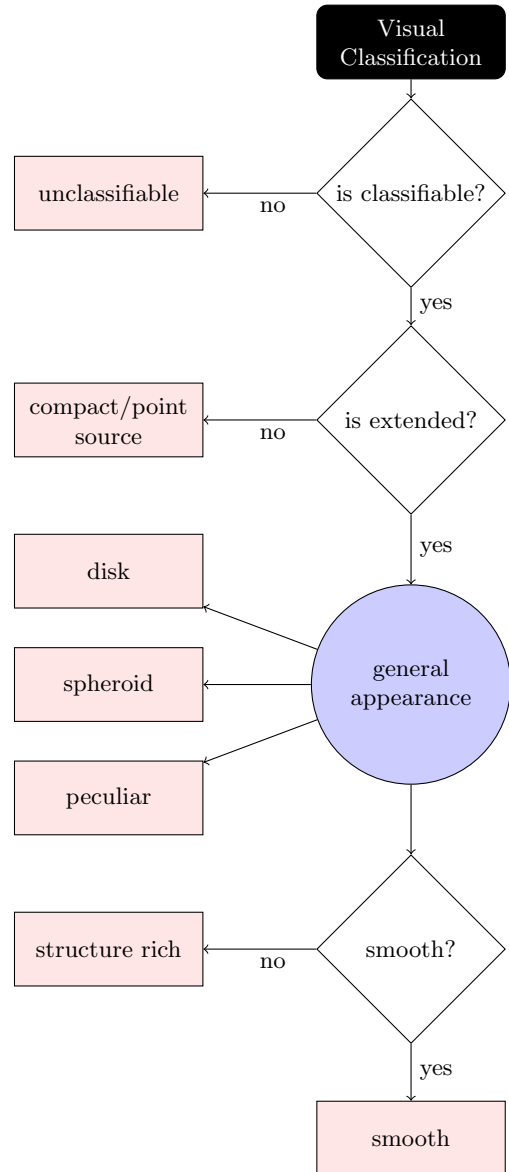 Visual
Classification
is classifiable?
no
unclassifiable
yes
is extended?
no
compact/point
source
yes
general
appearance
disk
spheroid
peculiar
smooth?
no
structure rich
yes
smooth